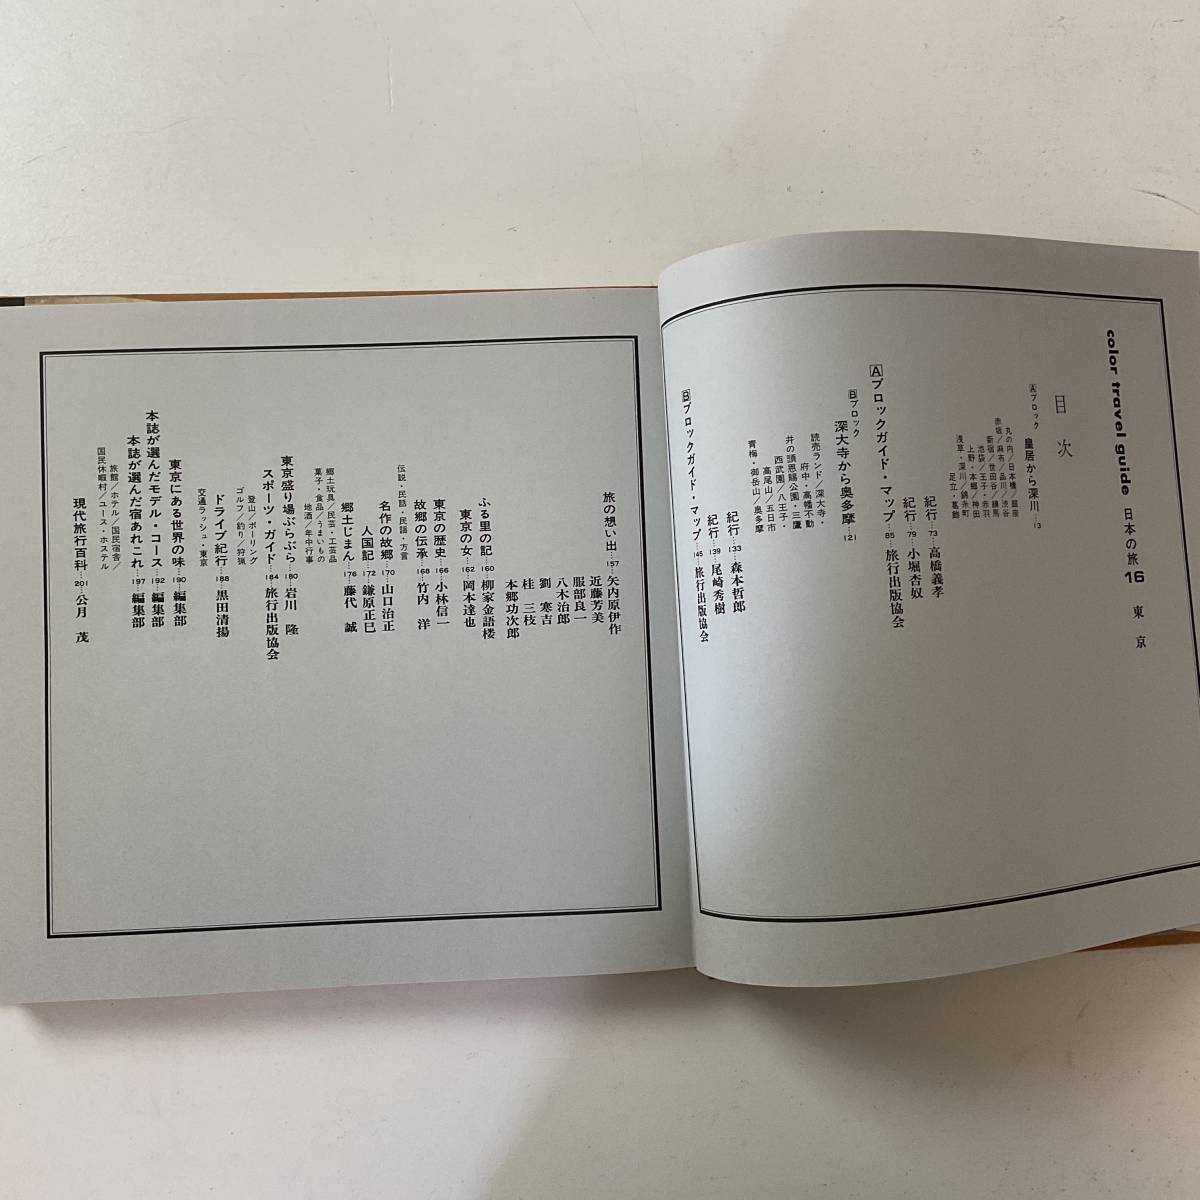 color travel guide 日本の旅 16 東京
目次
Aブロック 皇居から深川…13
丸の内/日本橋/銀座
赤坂/麻布/品川/渋谷
新宿/世田谷/練馬
池袋/王子・赤羽
上野・本郷/神田
浅草・深川/錦糸町
足立・葛飾
紀行…73…高橋義孝
紀行…79…小堀杏奴
Aブロックガイド・マップ…85…旅行出版協会
Bブロック
深大寺から奥多摩…121
読売ランド/深大寺・
府中・高幡不動
井の頭恩賜公園・三鷹
西武園/八王子・
高尾山/五日市
青梅・御岳山/奥多摩
紀行…133…森本哲郎
紀行…139…尾崎秀樹
Bブロックガイド・マップ…145…旅行出版協会
旅の想い出…157…矢内原伊作
近藤芳美
服部良一
八木治郎
劉 寒吉
桂 三枝
本郷功次郎
ふる里の記…160…柳家金語楼
東京の女…162…岡本達也
東京の歴史…166…小林信一
故郷の伝承…168…竹内 洋
伝説・民話・民謡・方言
名作の故郷…170…山口治正
人国記…172…鎌原正巳
郷土じまん…176…藤代 誠
郷土玩具/民芸・工芸品
菓子・食品/うまいもの
地酒/年中行事
東京盛り場ぶらぶら…180…岩川 隆
スポーツ・ガイド…184…旅行出版協会
登山/ボーリング
ゴルフ/釣り/狩猟
ドライブ紀行…188…黒田清揚
交通ラッシュ・東京
東京にある世界の味…190…編集部
本誌が選んだモデル・コース…192…編集部
本誌が選んだ宿あれこれ…197…編集部
旅館/ホテル/国民宿舎/
国民休暇村/ユース・ホステル
現代旅行百科…201…公月 茂